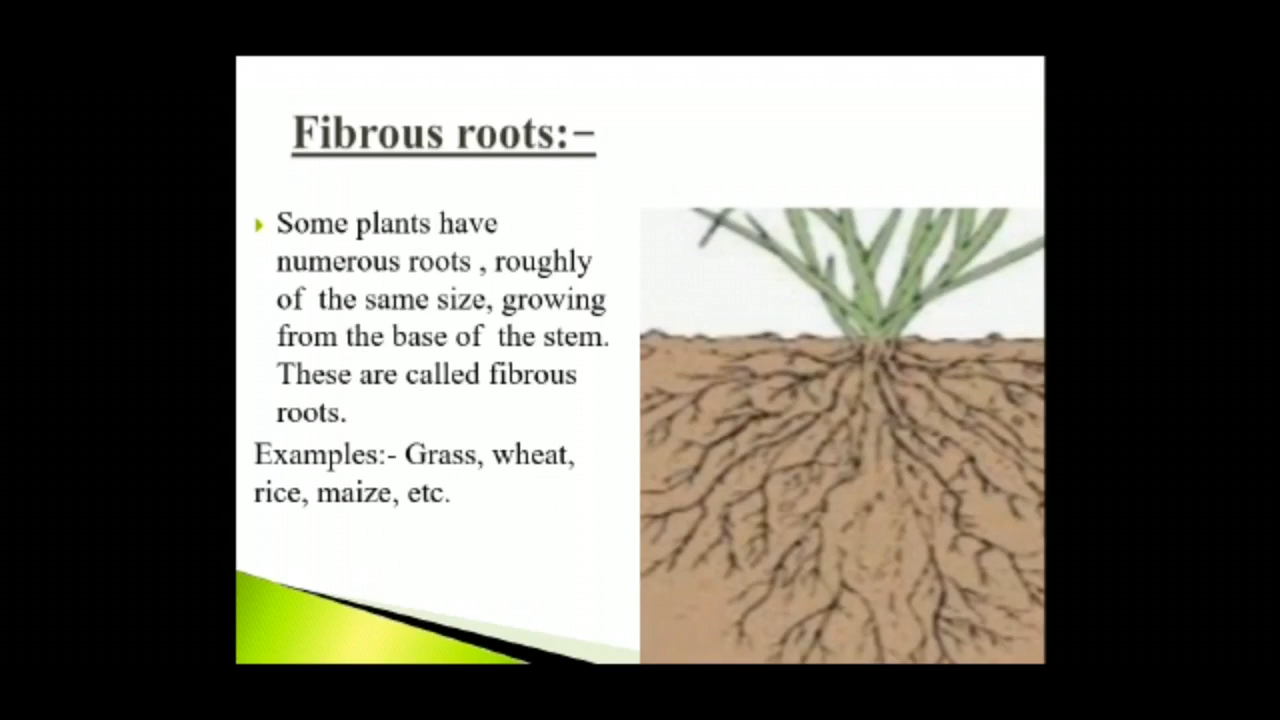 Fibrous roots:−
Some plants have
numerous roots , roughly
of  the same size, growing
from the base of  the stem.
These are called fibrous
roots.
Examples:- Grass, wheat,
rice, maize, etc.